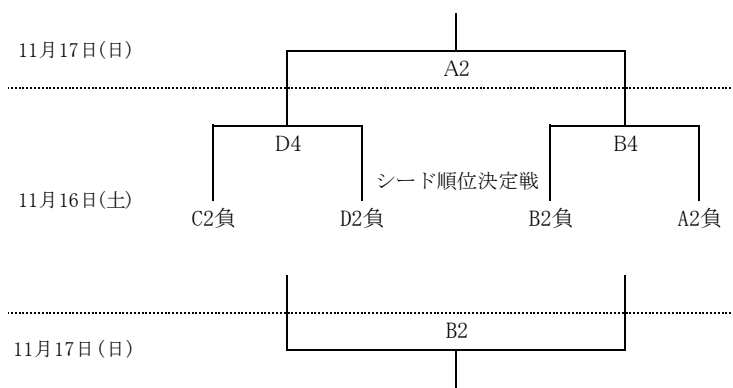 11月17日(日)
A2
D4
B4
シード順位決定戦
11月16日(土)
C2負
D2負
B2負
A2負
B2
11月17日(日)